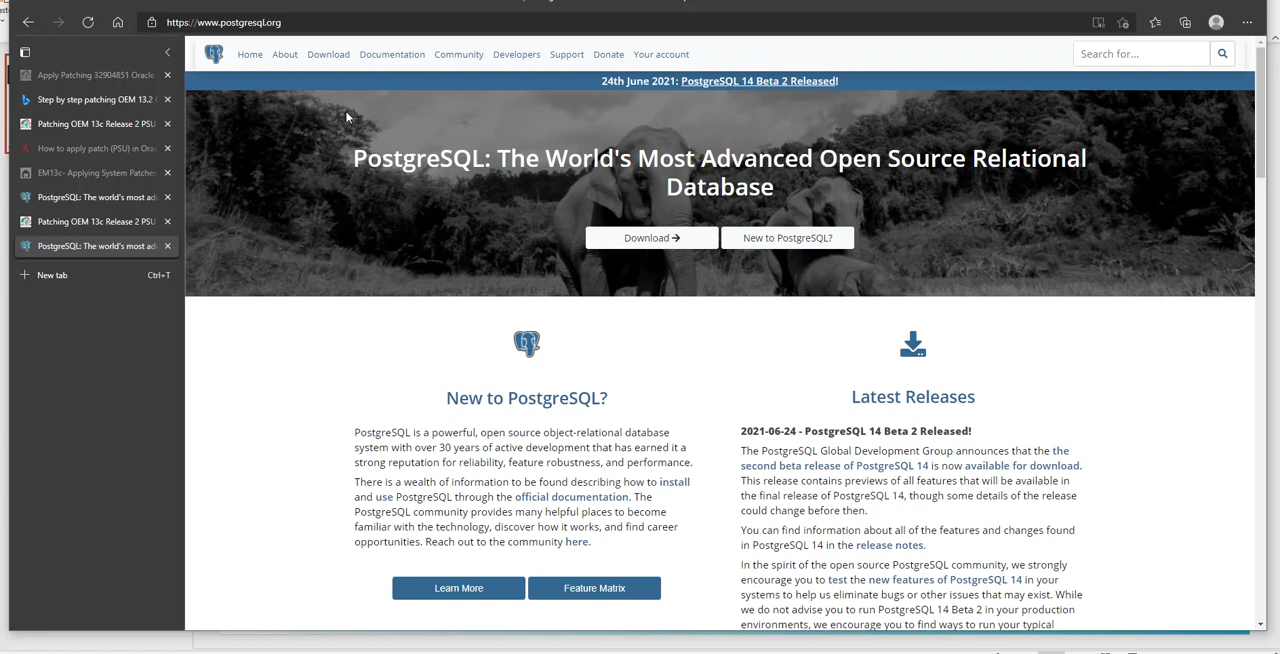 https://www.postgresql.org
Apply Patching 32904851 Oracle
Step by step patching OEM 13.2
Patching OEM 13c Release 2 PSU
How to apply patch (PSU) in Ora
EM13c- Applying System Patches
PostgreSQL: The world's most ad
Patching OEM 13c Release 2 PSU
PostgreSQL: The world's most ad
New tab Ctrl+T
Home About Download Documentation Community Developers Support Donate Your account
Search for...
24th June 2021: PostgreSQL 14 Beta 2 Released!
PostgreSQL: The World's Most Advanced Open Source Relational
Database
Download
New to PostgreSQL?
New to PostgreSQL?
PostgreSQL is a powerful, open source object-relational database
system with over 30 years of active development that has earned it a
strong reputation for reliability, feature robustness, and performance.
There is a wealth of information to be found describing how to install
and use PostgreSQL through the official documentation. The
PostgreSQL community provides many helpful places to become
familiar with the technology, discover how it works, and find career
opportunities. Reach out to the community here.
Learn More
Feature Matrix
Latest Releases
2021-06-24 - PostgreSQL 14 Beta 2 Released!
The PostgreSQL Global Development Group announces that the the
second beta release of PostgreSQL 14 is now available for download.
This release contains previews of all features that will be available in
the final release of PostgreSQL 14, though some details of the release
could change before then.
You can find information about all of the features and changes found
in PostgreSQL 14 in the release notes.
In the spirit of the open source PostgreSQL community, we strongly
encourage you to test the new features of PostgreSQL 14 in your
systems to help us eliminate bugs or other issues that may exist. While
we do not advise you to run PostgreSQL 14 Beta 2 in your production
environments, we encourage you to find ways to run your typical